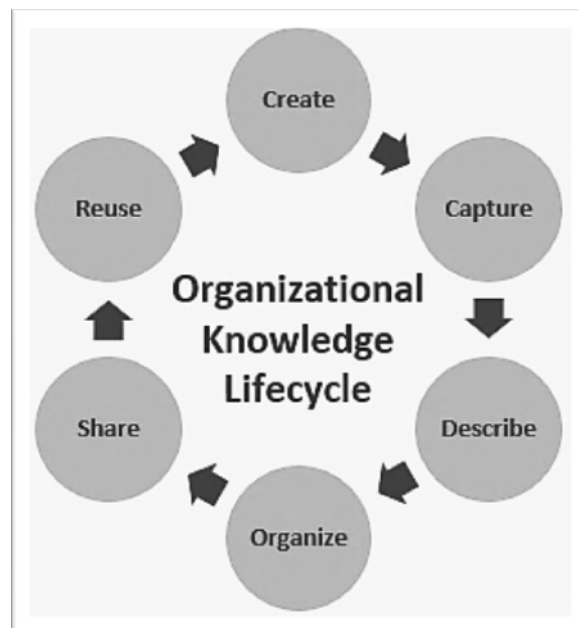 Create
Capture
Describe
Organize
Share
Reuse
Organizational
Knowledge
Lifecycle